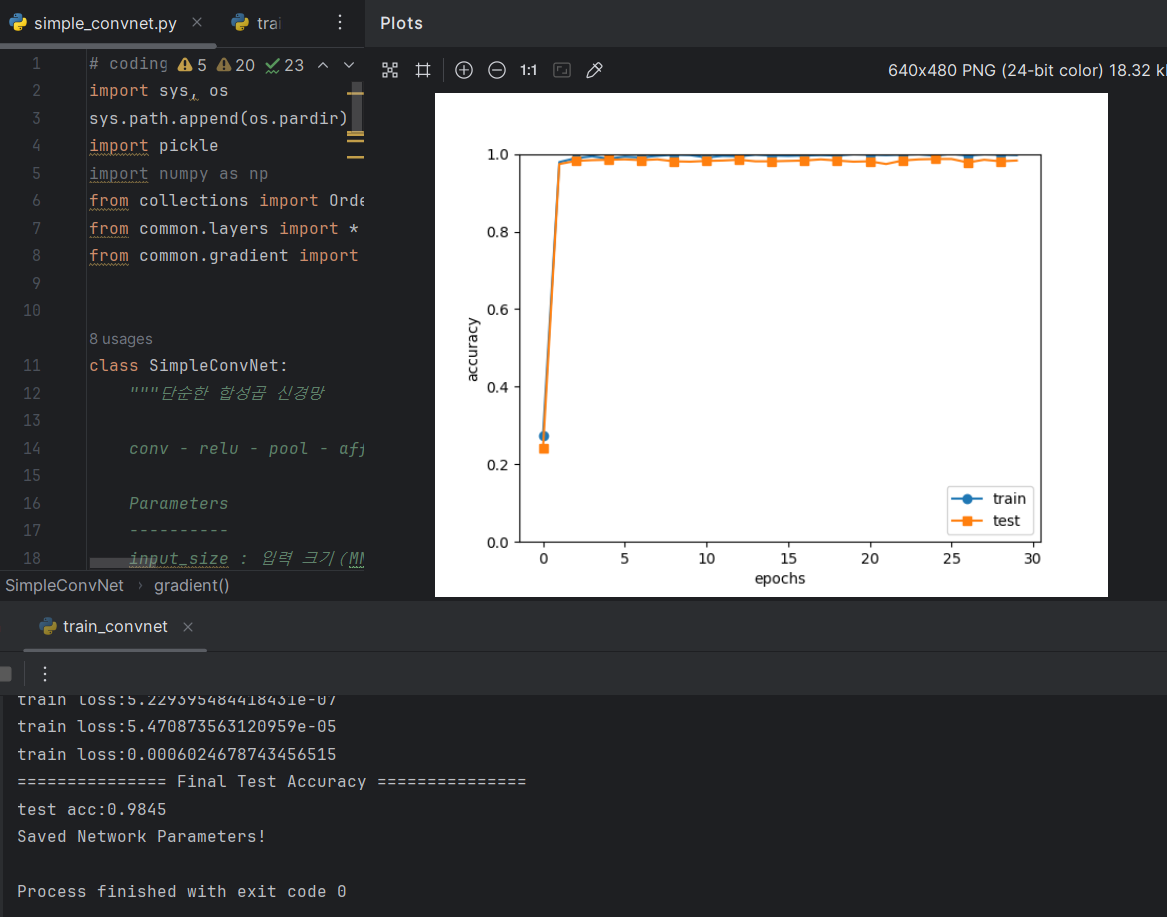 simple_convnet.py
trai
Plots
5 20 23
1:1
640x480 PNG (24-bit color) 18.32 k
1 # coding
2 import sys, os
3 sys.path.append(os.pardir)
4 import pickle
5 import numpy as np
6 from collections import Orde
7 from common.layers import *
8 from common.gradient import
9
10
8 usages
11 class SimpleConvNet:
12 """단순한 합성곱 신경망
13
14 conv - relu - pool - aff
15
16 Parameters
17 ----------
18 input_size : 입력 크기(MN
SimpleConvNet › gradient()
1.0
0.8
0.6
0.4
0.2
0.0
accuracy
0 5 10 15 20 25 30
epochs
train
test
train_convnet
train loss:5.229395484418431e-07
train loss:5.470873563120959e-05
train loss:0.0006024678743456515
=============== Final Test Accuracy ===============
test acc:0.9845
Saved Network Parameters!
Process finished with exit code 0